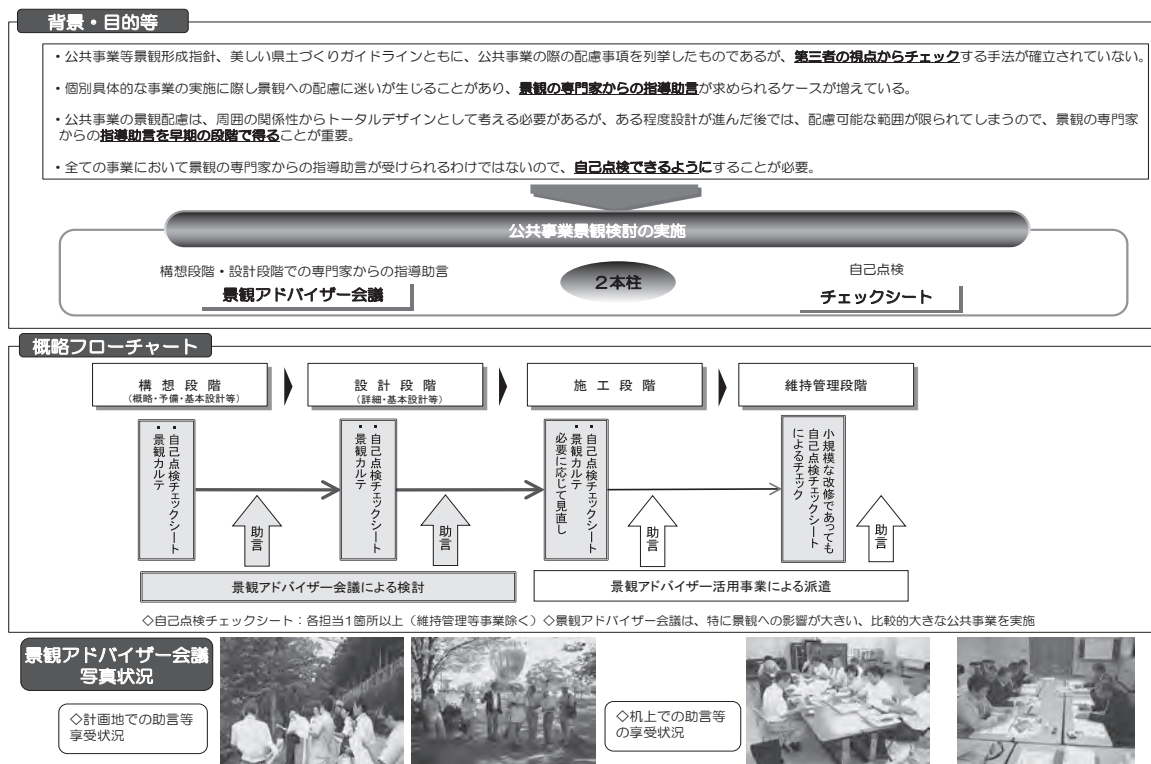 背景・目的等
・公共事業等景観形成指針、美しい県土づくりガイドラインともに、公共事業の際の配慮事項を列挙したものであるが、第三者の視点からチェックする手法が確立されていない。
・個別具体的な事業の実施に際し景観への配慮に迷いが生じることがあり、景観の専門家からの指導助言が求められるケースが増えている。
・公共事業の景観配慮は、周囲の関係性からトータルデザインとして考える必要があるが、ある程度設計が進んだ後では、配慮可能な範囲が限られてしまうので、景観の専門家
からの指導助言を早期の段階で得ることが重要。
・全ての事業において景観の専門家からの指導助言が受けられるわけではないので、自己点検できるようにすることが必要。
公共事業景観検討の実施
構想段階・設計段階での専門家からの指導助言
景観アドバイザー会議
2本柱
自己点検
チェックシート
概略フローチャート
構想段階
(概略・予備・基本設計等)
設計段階
(詳細・基本設計等)
施工段階
維持管理段階
・自己点検チェックシート
・景観カルテ
・自己点検チェックシート
・景観カルテ
・自己点検チェックシート
・景観カルテ
必要に応じて見直し
小規模な改修であっても
自己点検チェックシート
によるチェック
助言
助言
助言
助言
景観アドバイザー会議による検討
景観アドバイザー活用事業による派遣
◇自己点検チェックシート：各担当1箇所以上（維持管理等事業除く）◇景観アドバイザー会議は、特に景観への影響が大きい、比較的大きな公共事業を実施
景観アドバイザー会議
写真状況
◇計画地での助言等
享受状況
◇机上での助言等
の享受状況